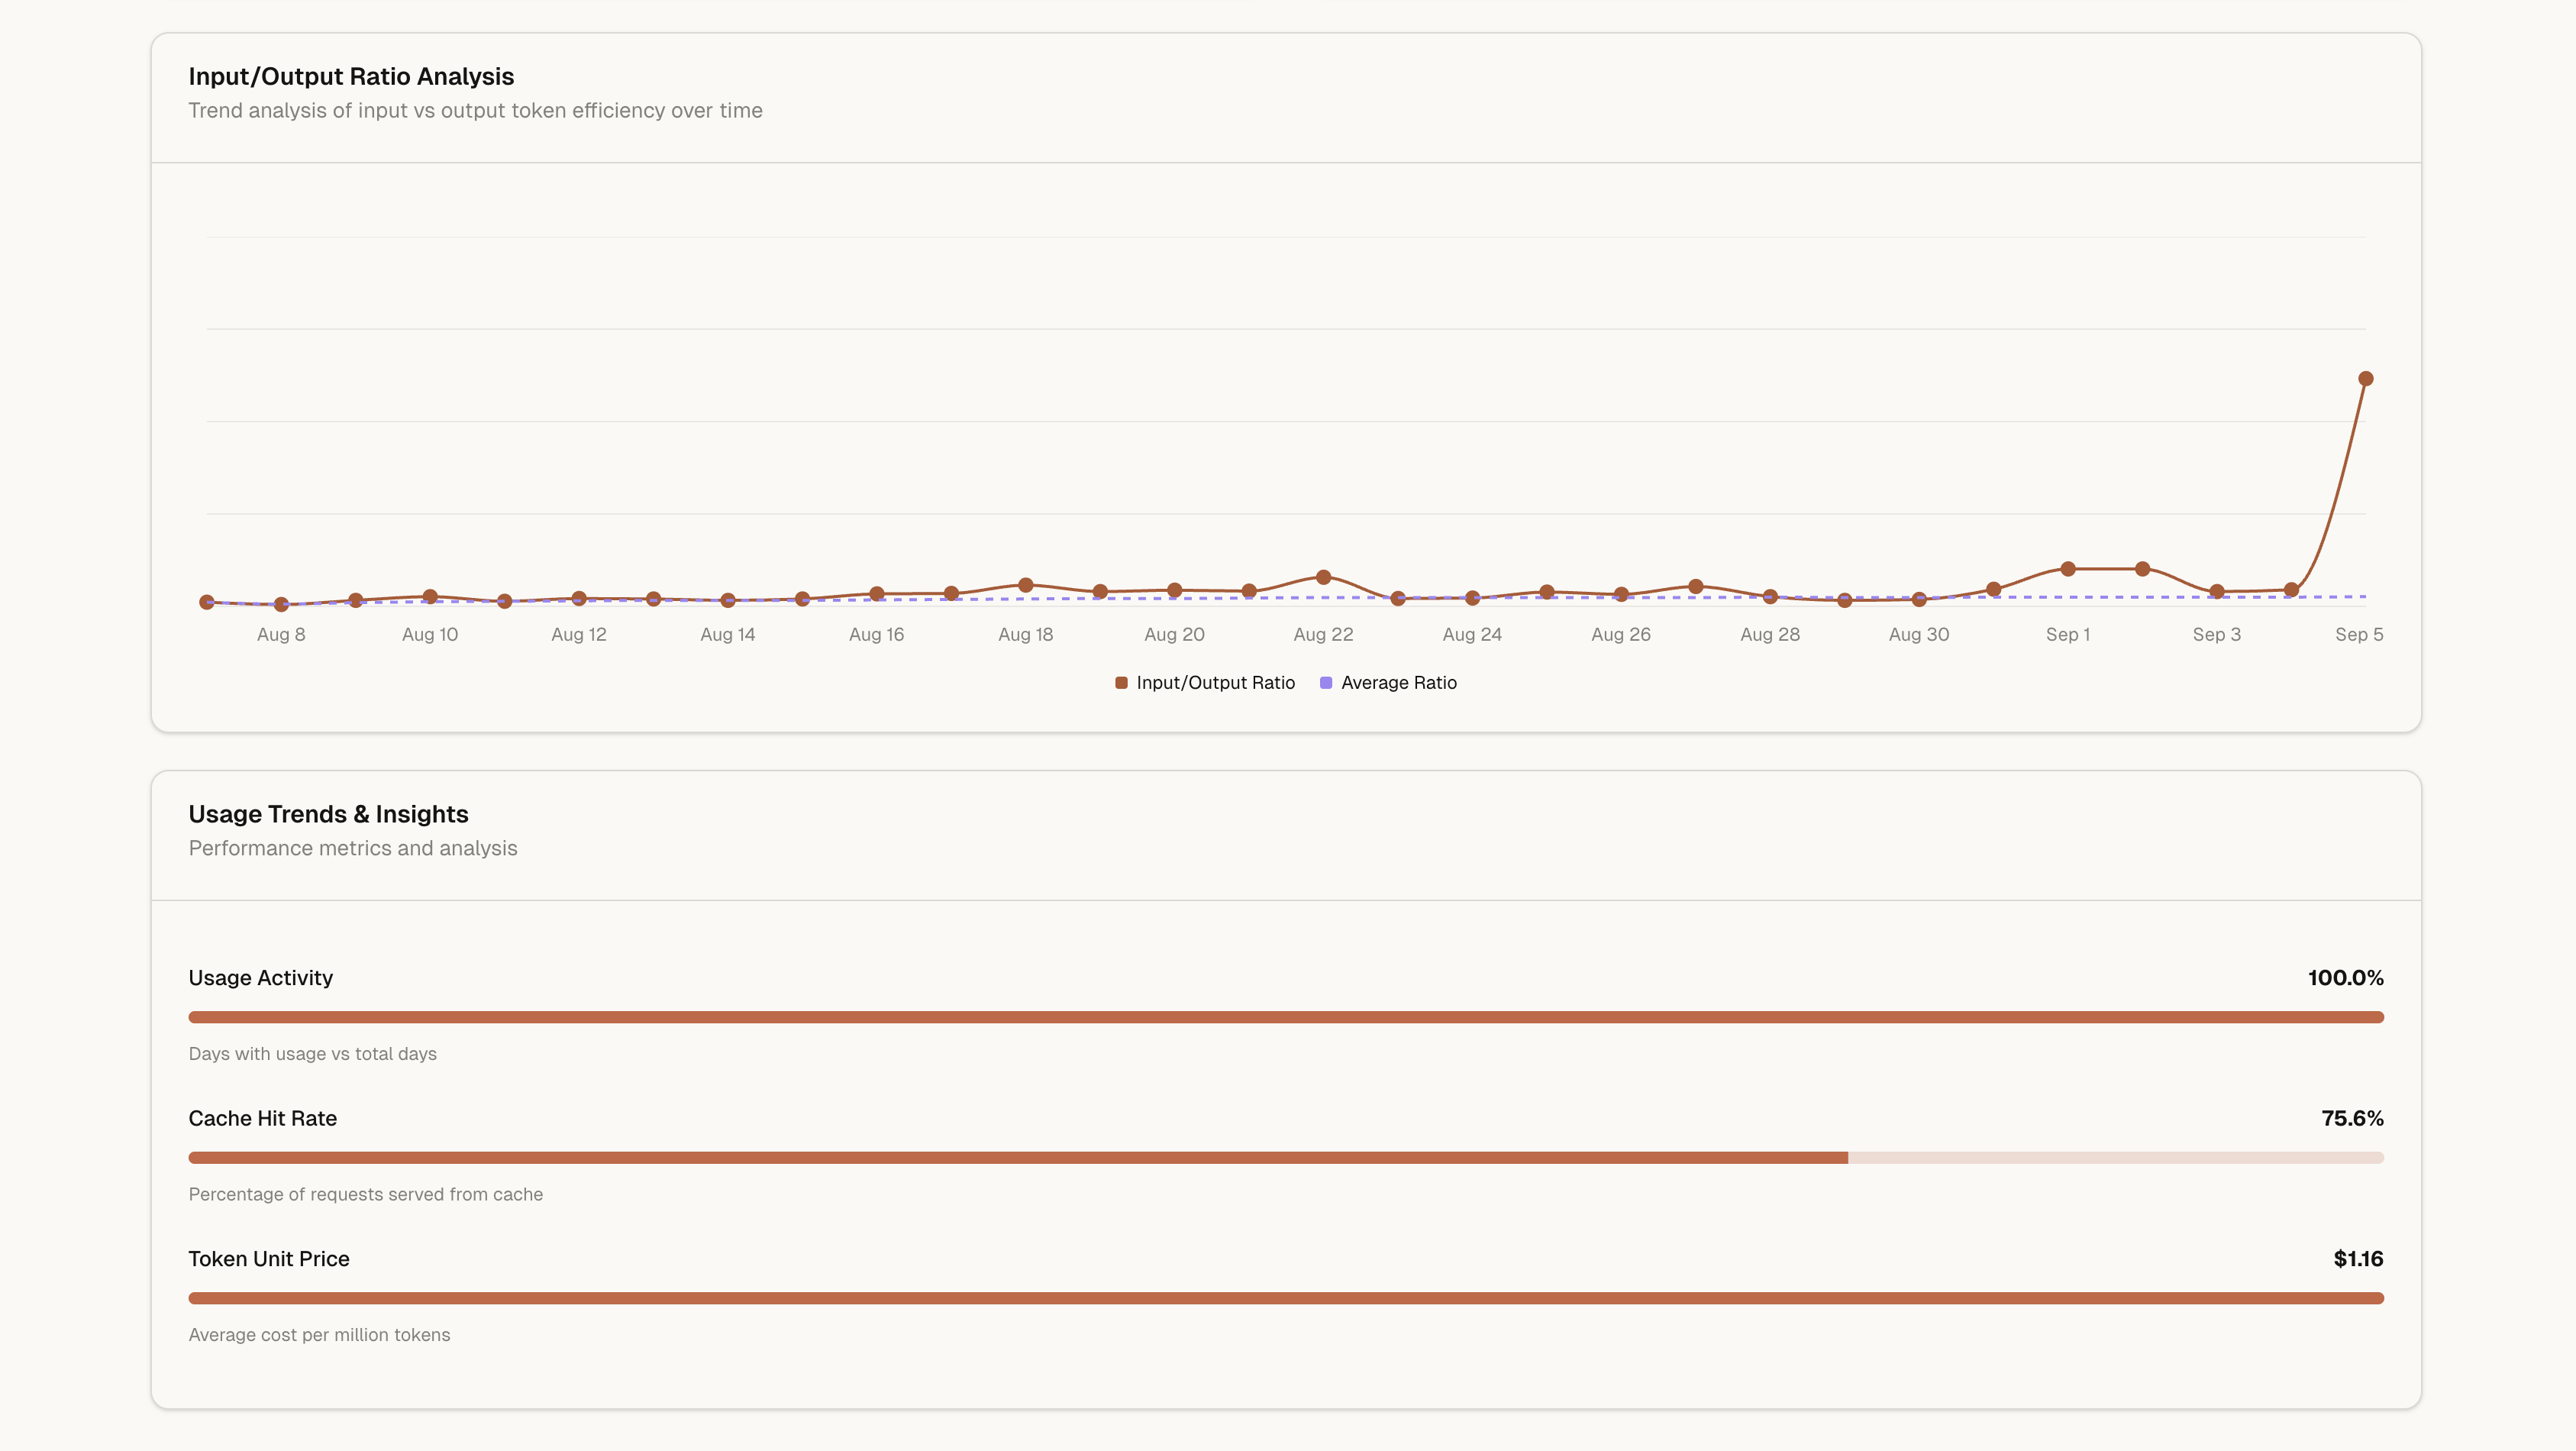 Input/Output Ratio Analysis
Trend analysis of input vs output token efficiency over time
Aug 8 Aug 10 Aug 12 Aug 14 Aug 16 Aug 18 Aug 20 Aug 22 Aug 24 Aug 26 Aug 28 Aug 30 Sep 1 Sep 3 Sep 5
Input/Output Ratio Average Ratio
Usage Trends & Insights
Performance metrics and analysis
Usage Activity 100.0%
Days with usage vs total days
Cache Hit Rate 75.6%
Percentage of requests served from cache
Token Unit Price $1.16
Average cost per million tokens